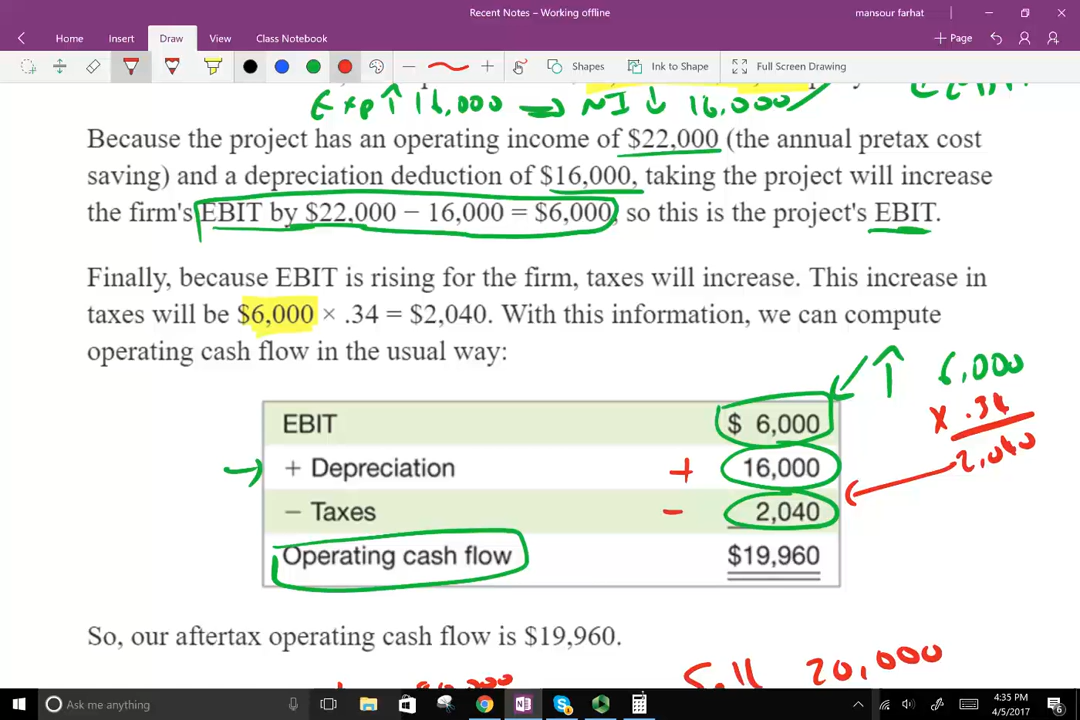 Recent Notes – Working offline
mansour farhat
Home Insert Draw View Class Notebook
Page
Shapes Ink to Shape Full Screen Drawing
Exp ↑ 16,000 → NI ↓ 16,000
Because the project has an operating income of $22,000 (the annual pretax cost
saving) and a depreciation deduction of $16,000, taking the project will increase
the firm's EBIT by $22,000 − 16,000 = $6,000, so this is the project's EBIT.
Finally, because EBIT is rising for the firm, taxes will increase. This increase in
taxes will be $6,000 × .34 = $2,040. With this information, we can compute
operating cash flow in the usual way:
6,000
x .34
2,040
EBIT $ 6,000
+ Depreciation + 16,000
− Taxes - 2,040
Operating cash flow $19,960
So, our aftertax operating cash flow is $19,960.
Sell 20,000
Ask me anything
4:35 PM
4/5/2017
6